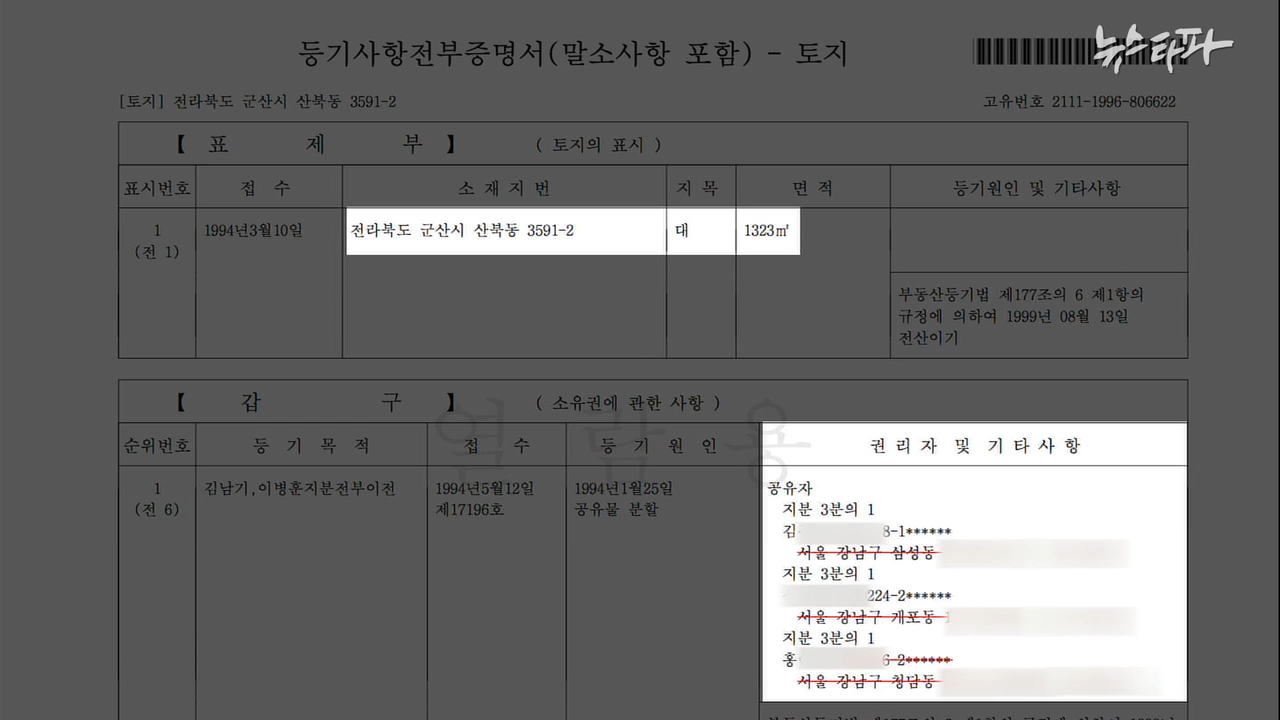 뉴스타파
등기사항전부증명서(말소사항 포함) - 토지
[토지] 전라북도 군산시 산북동 3591-2
고유번호 2111-1996-806622
【 표 제 부 】 ( 토지의 표시 )
표시번호 접 수 소 재 지 번 지 목 면 적 등기원인 및 기타사항
1 1994년3월10일 전라북도 군산시 산북동 3591-2 대 1323㎡
(전 1)
부동산등기법 제177조의 6 제1항의
규정에 의하여 1999년 08월 13일
전산이기
【 갑 구 】 ( 소유권에 관한 사항 )
열 람 용
순위번호 등 기 목 적 접 수 등 기 원 인 권 리 자 및 기 타 사 항
1 김남기,이병훈지분전부이전 1994년5월12일 1994년1월25일 공유자
(전 6) 제17196호 공유물 분할 지분 3분의 1
김 8-1******
서울 강남구 삼성동
지분 3분의 1
224-2******
서울 강남구 개포동
지분 3분의 1
홍 6-2******
서울 강남구 청담동